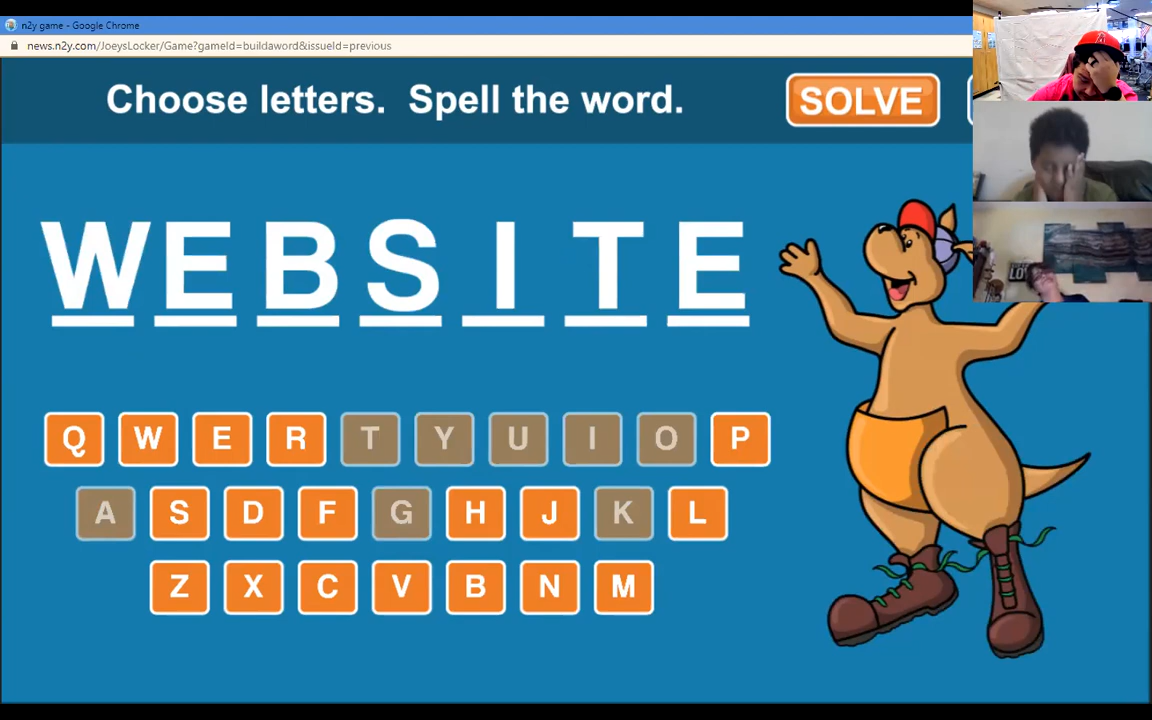 n2y game - Google Chrome
news.n2y.com/JoeysLocker/Game?gameId=buildaword&issueId=previous
Choose letters. Spell the word.
SOLVE
WEBSITE
Q W E R T Y U I O P
A S D F G H J K L
Z X C V B N M